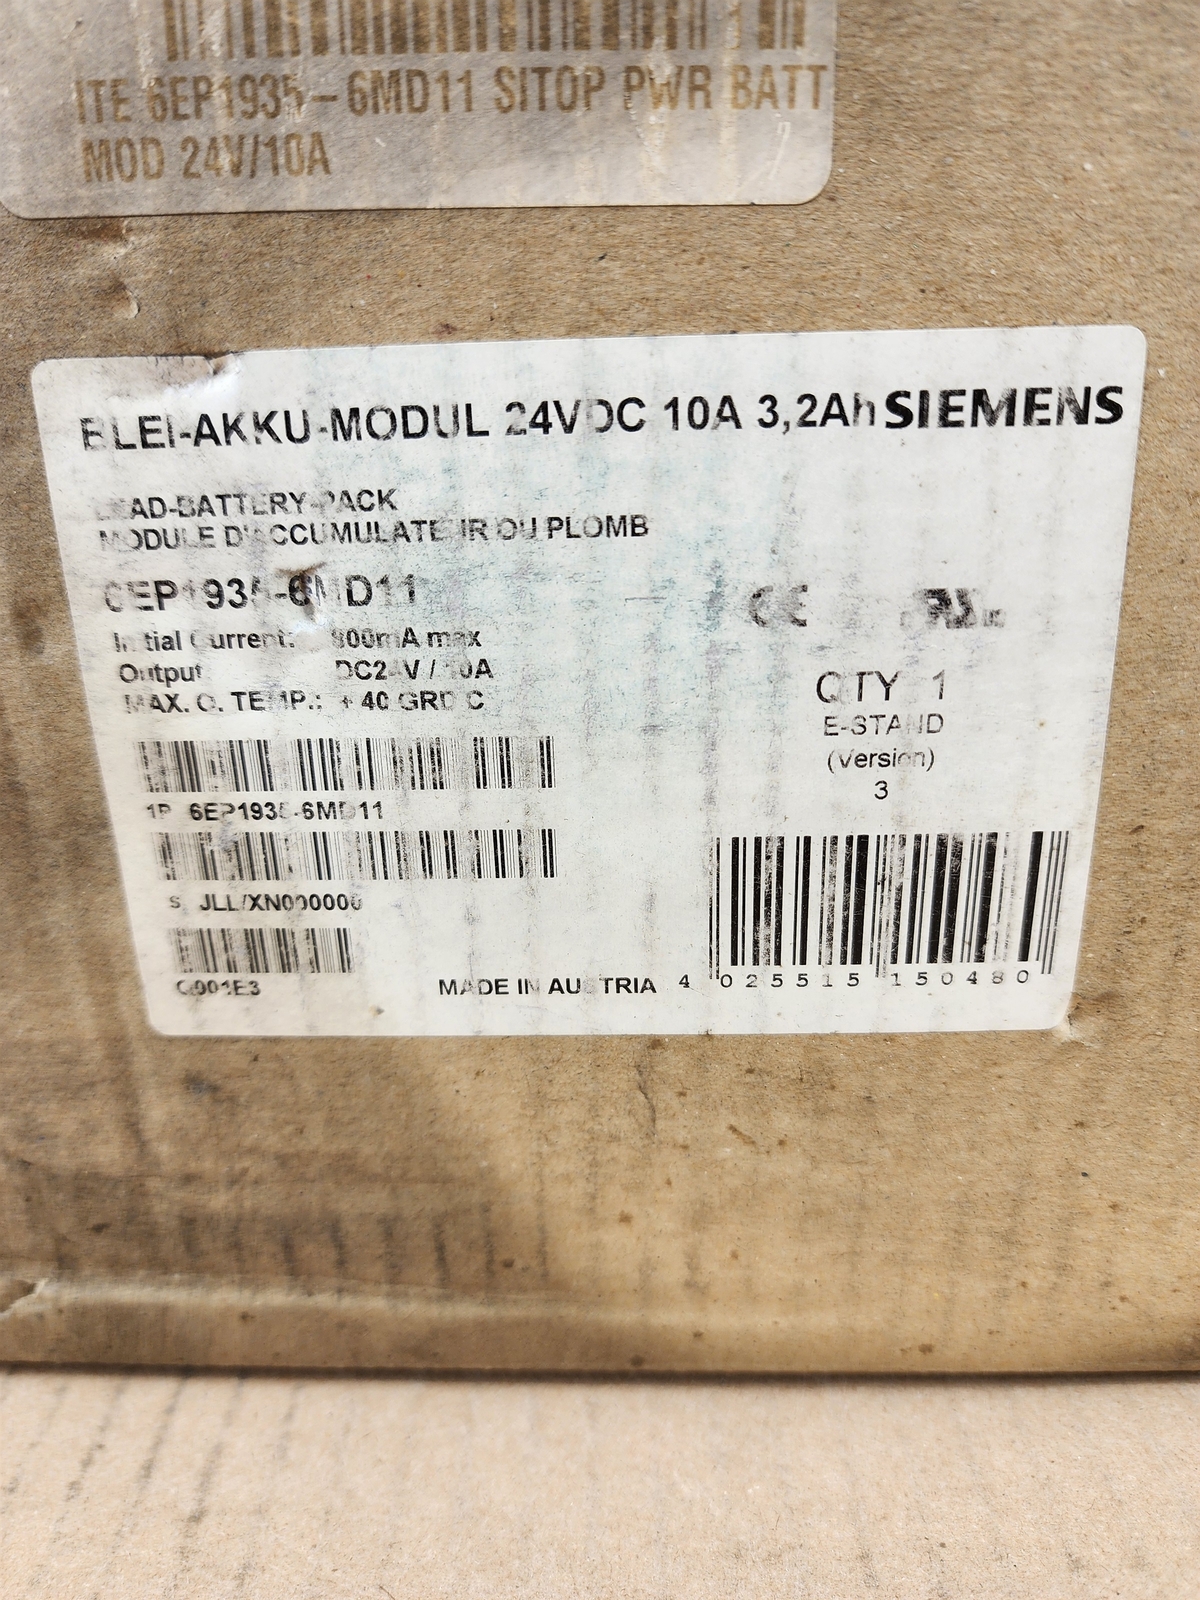 ITE 6EP1935-6MD11 SITOP PWR BATT
MOD 24V/10A
BLEI-AKKU-MODUL 24VDC 10A 3,2Ah SIEMENS
LEAD-BATTERY-PACK
MODULE D'ACCUMULATEUR DU PLOMB
6EP1935-6MD11
CE
Initial Current: 800mA max
Output DC24V / 10A
MAX. O. TEMP.: + 40 GRD C
QTY 1
E-STAND
(Version)
3
1P 6EP1935-6MD11
S JLL/XN000000
MADE IN AUSTRIA
4 025515 150480